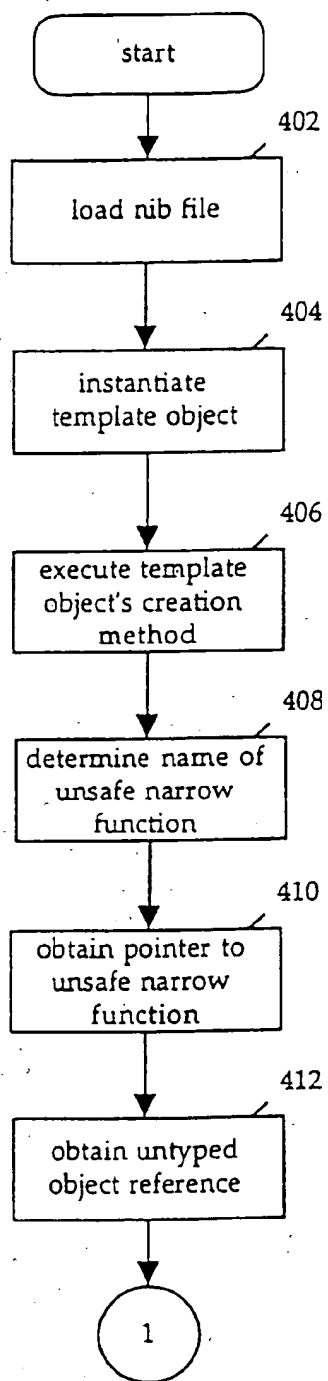 start
402
load nib file
404
instantiate
template object
406
execute template
object's creation
method
408
determine name of
unsafe narrow
function
410
obtain pointer to
unsafe narrow
function
412
obtain untyped
object reference
1